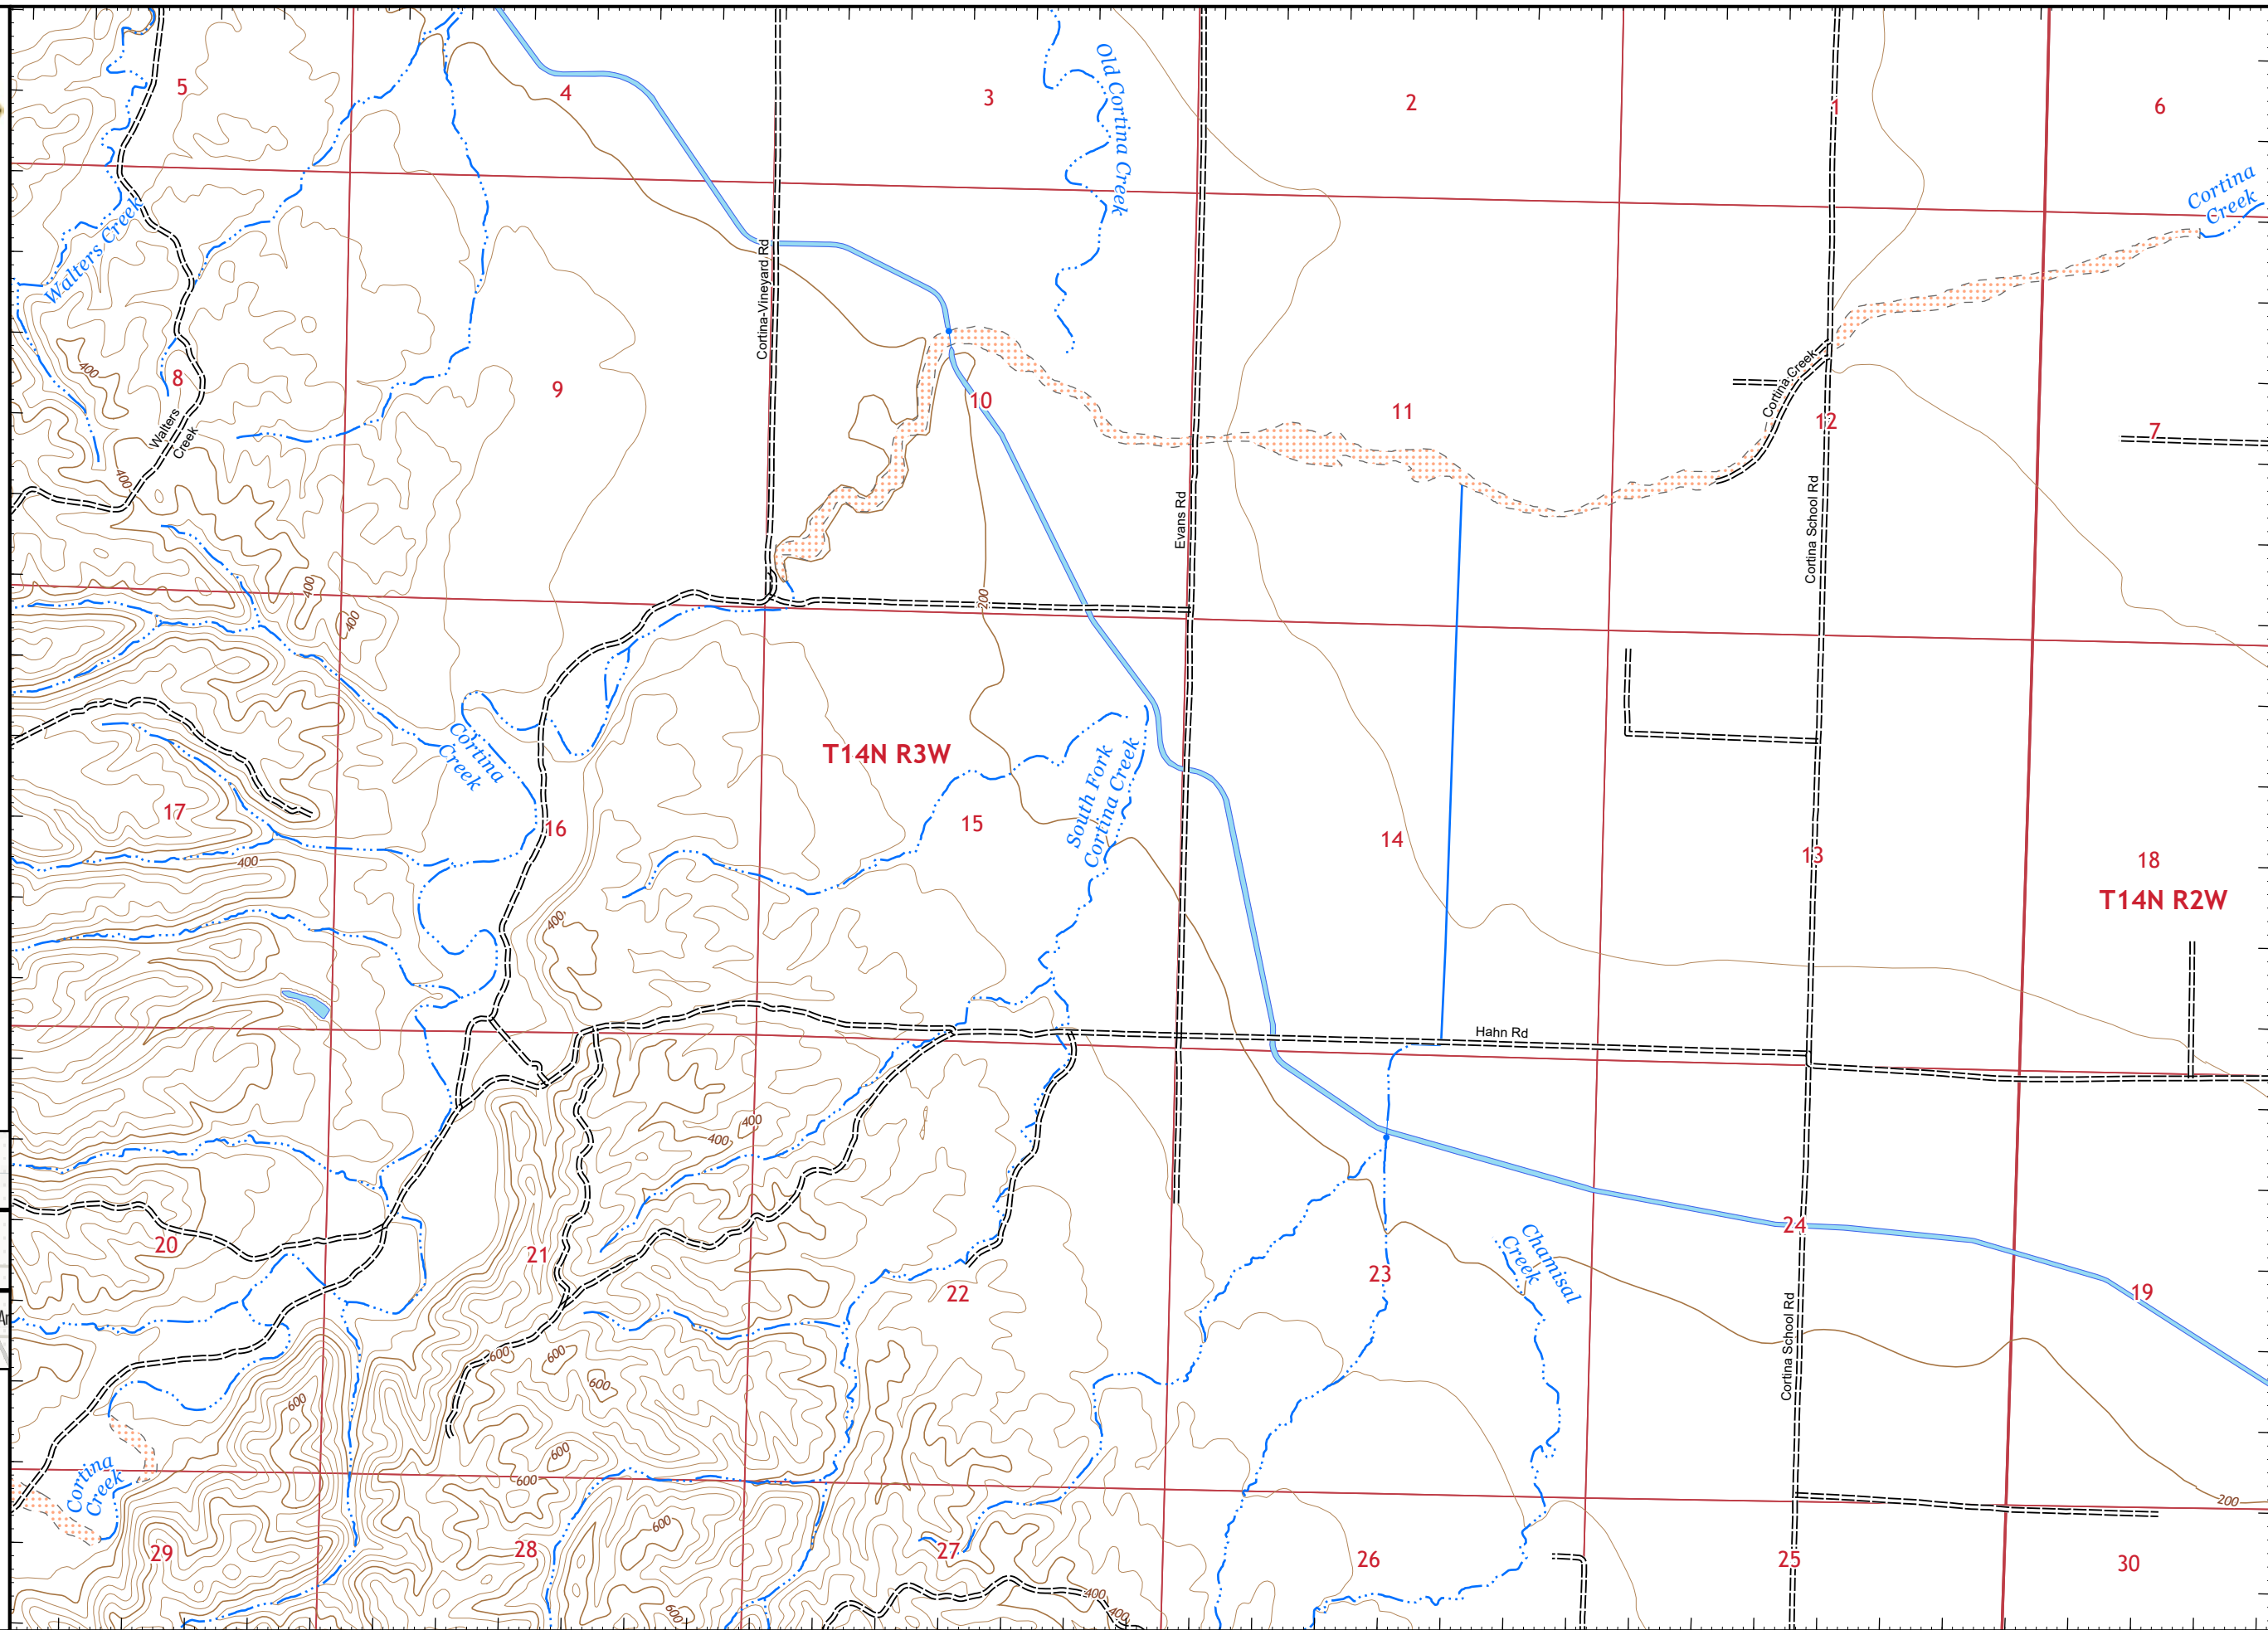 5
4
3
2
1
6
Old Cortina Creek
Cortina
Creek
Walters Creek
Cortina-Vineyard Rd
400
8
9
10
11
Cortina Creek
12
7
Walters
Creek
400
Evans Rd
Cortina School Rd
400
400
200
Cortina
Creek
T14N R3W
South Fork
Cortina Creek
17
16
15
14
13
18
400
T14N R2W
400
Hahn Rd
400
400
20
21
22
23
24
19
Chamisal
Creek
Cortina School Rd
600
600
600
600
600
600
200
Cortina
Creek
600
29
28
27
26
25
30
400
400
600